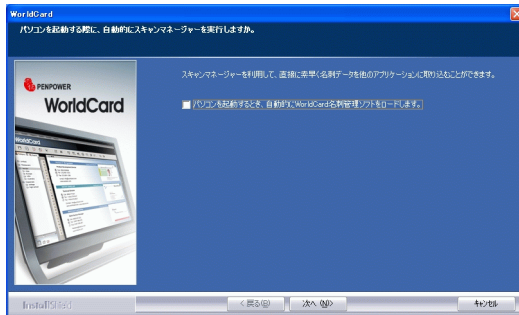 WorldCard
パソコンを起動する際に、自動的にスキャンマネージャーを実行しますか。
スキャンマネージャーを利用して、直接に素早く名刺データを他のアプリケーションに取り込むことができます。
PENPOWER
WorldCard
パソコンを起動するとき、自動的にWorldCard名刺管理ソフトをロードします。
WorldCard
InstallShield
< 戻る(B)
次へ (N)>
キャンセル